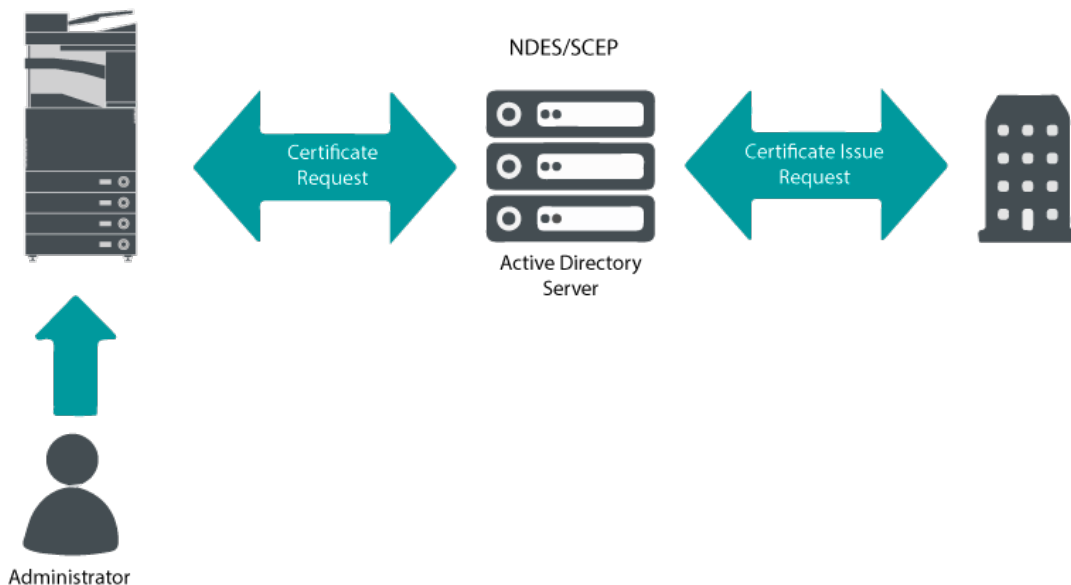 NDES/SCEP
Certificate
Request
Certificate Issue
Request
Active Directory
Server
Administrator